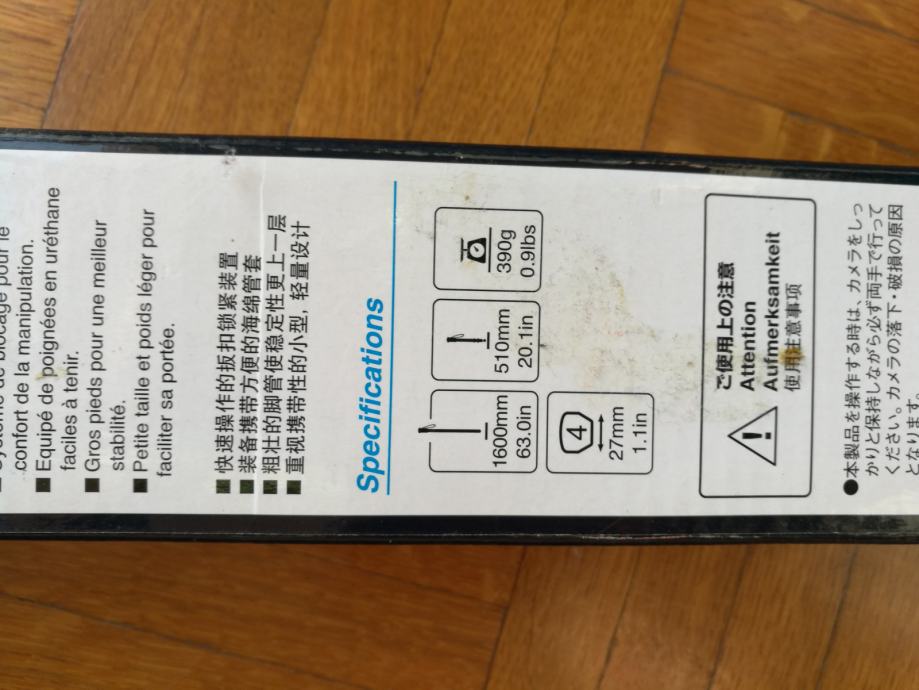 confort de la manipulation.
■ Equipé de poignées en uréthane
faciles à tenir.
■ Gros pieds pour une meilleur
stabilité.
■ Petite taille et poids léger pour
faciliter sa portée.
■ 快速操作的扳扣锁紧装置
■ 装备携带方便的海绵管套
■ 粗壮的脚管使稳定性更上一层
■ 重视携带性的小型, 轻量设计
Specifications
1600mm
63.0in
510mm
20.1in
390g
0.9lbs
4
27mm
1.1in
ご使用上の注意
Attention
Aufmerksamkeit
使用注意事项
●本製品を操作する時は、カメラをしっ
かりと保持しながら必ず両手で行って
ください。カメラの落下・破損の原因
となります。